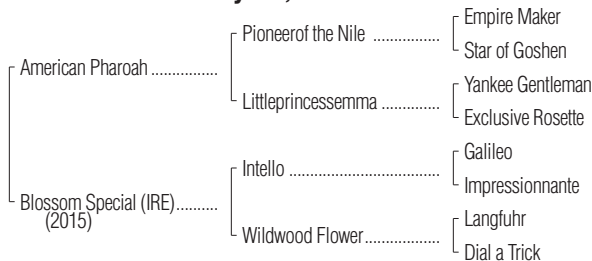 Empire Maker
Pioneerof the Nile ................
Star of Goshen
American Pharoah ................
Yankee Gentleman
Littleprincessemma ..............
Exclusive Rosette
Galileo
Intello ..................................
Impressionnante
Blossom Special (IRE)..........
(2015)
Langfuhr
Wildwood Flower..................
Dial a Trick